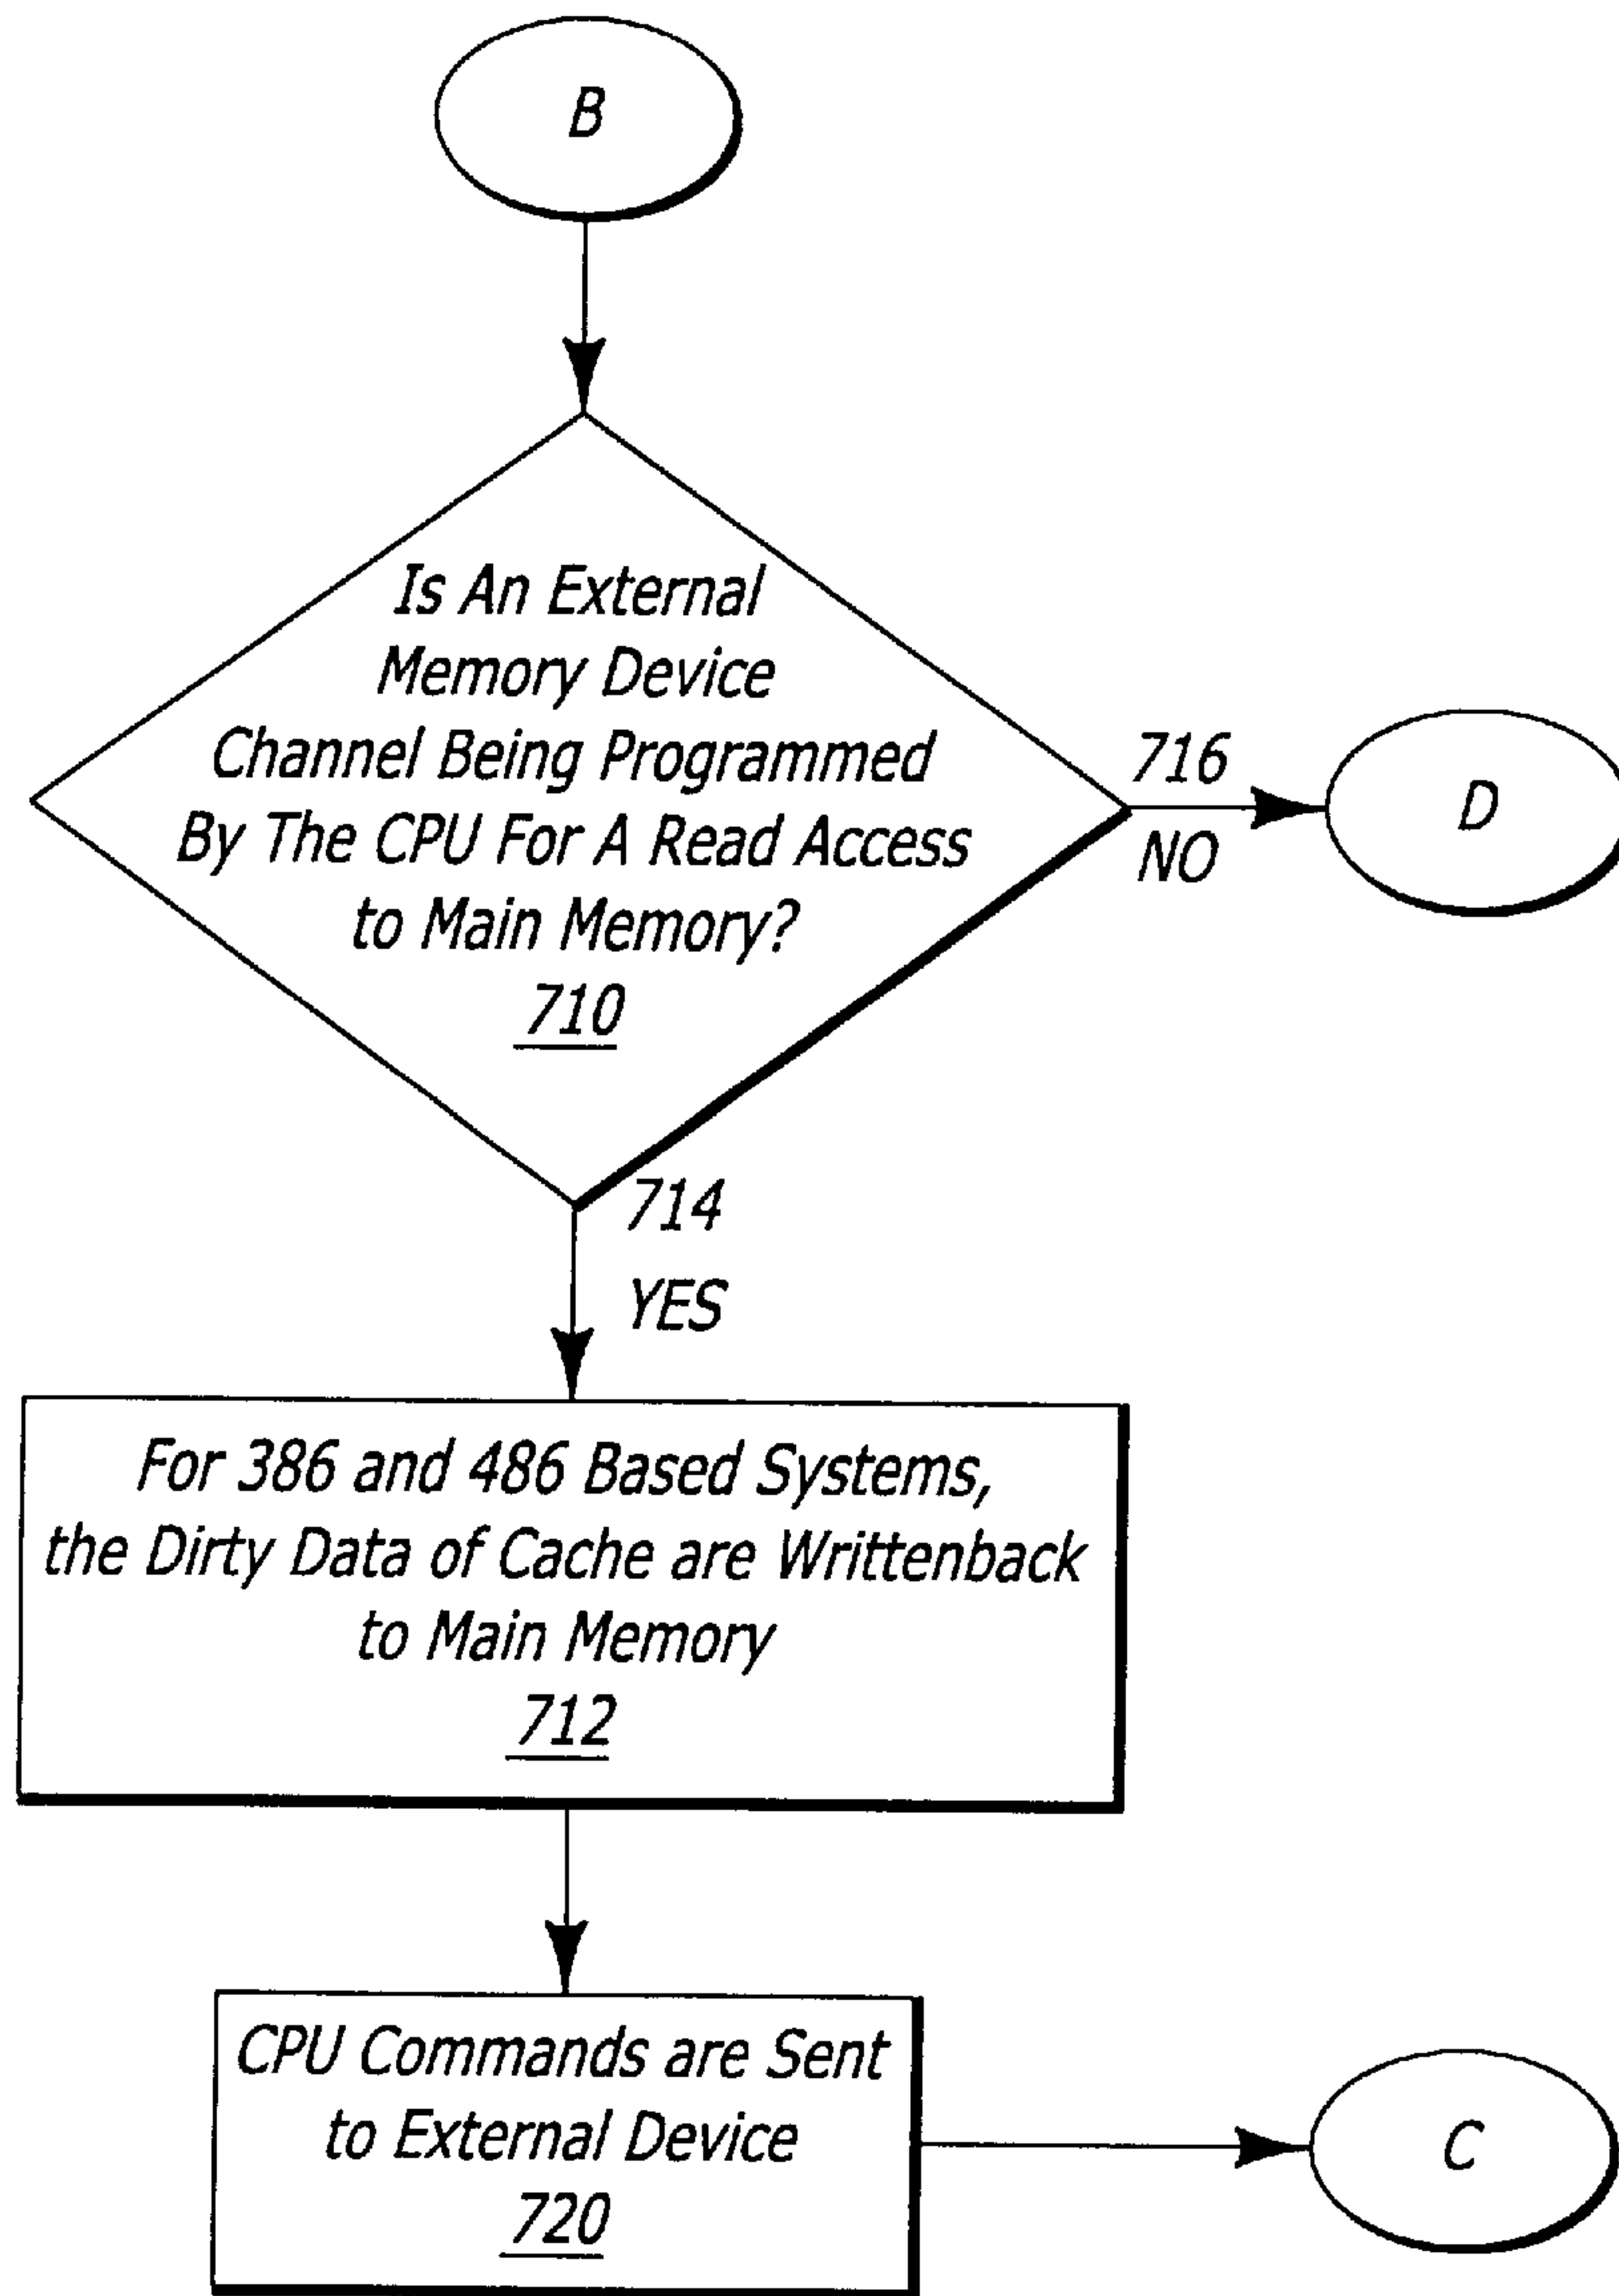 B
Is An External
Memory Device
Channel Being Programmed
By The CPU For A Read Access
to Main Memory?
710
716
NO
D
714
YES
For 386 and 486 Based Systems,
the Dirty Data of Cache are Writtenback
to Main Memory
712
CPU Commands are Sent
to External Device
720
C